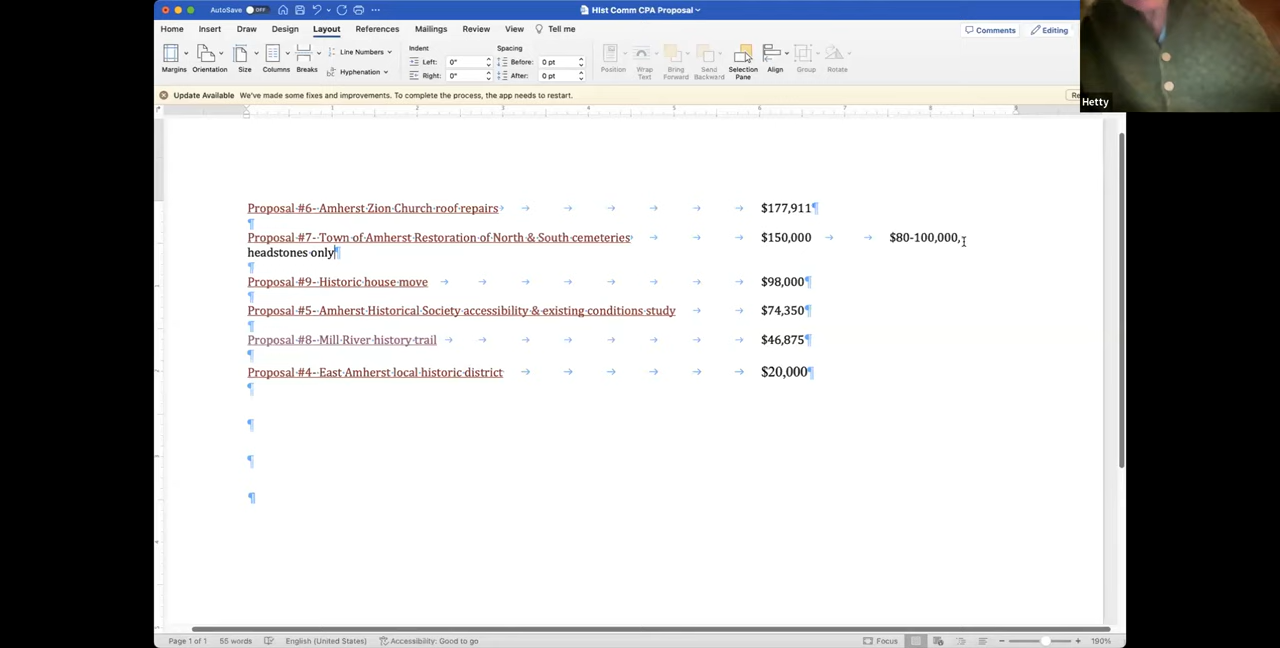 AutoSave OFF
Hist Comm CPA Proposal
Home Insert Draw Design Layout References Mailings Review View Tell me
Comments Editing
Margins Orientation Size Columns Breaks
Line Numbers
Hyphenation
Indent
Left: 0"
Right: 0"
Spacing
Before: 0 pt
After: 0 pt
Position Wrap Text Bring Forward Send Backward Selection Pane Align Group Rotate
Update Available We've made some fixes and improvements. To complete the process, the app needs to restart.
Hetty
Proposal #6- Amherst Zion Church roof repairs $177,911
Proposal #7- Town of Amherst Restoration of North & South cemeteries $150,000 $80-100,000,
headstones only
Proposal #9- Historic house move $98,000
Proposal #5- Amherst Historical Society accessibility & existing conditions study $74,350
Proposal #8- Mill River history trail $46,875
Proposal #4- East Amherst local historic district $20,000
Page 1 of 1 55 words English (United States) Accessibility: Good to go Focus 190%